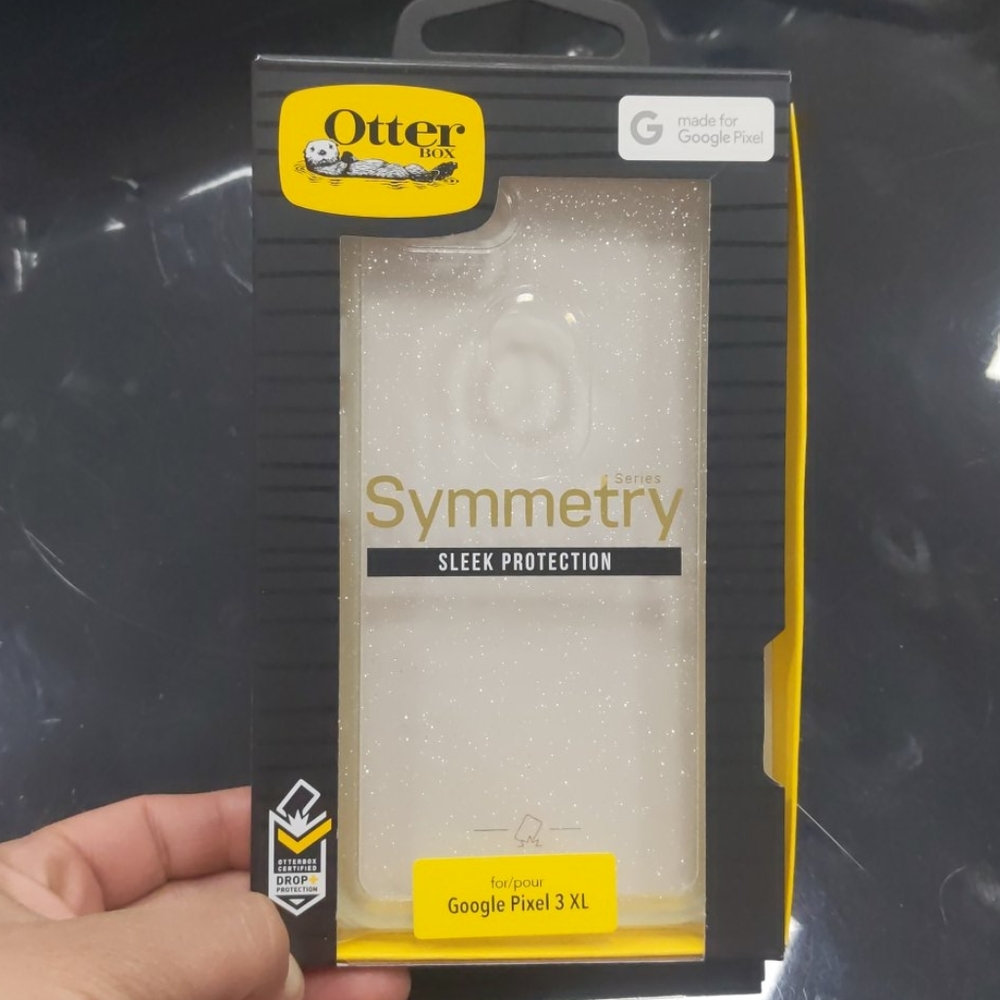 Otter
BOX
G
made for
Google Pixel
Series
Symmetry
SLEEK PROTECTION
OTTERBOX
CERTIFIED
DROP+
PROTECTION
for/pour
Google Pixel 3 XL